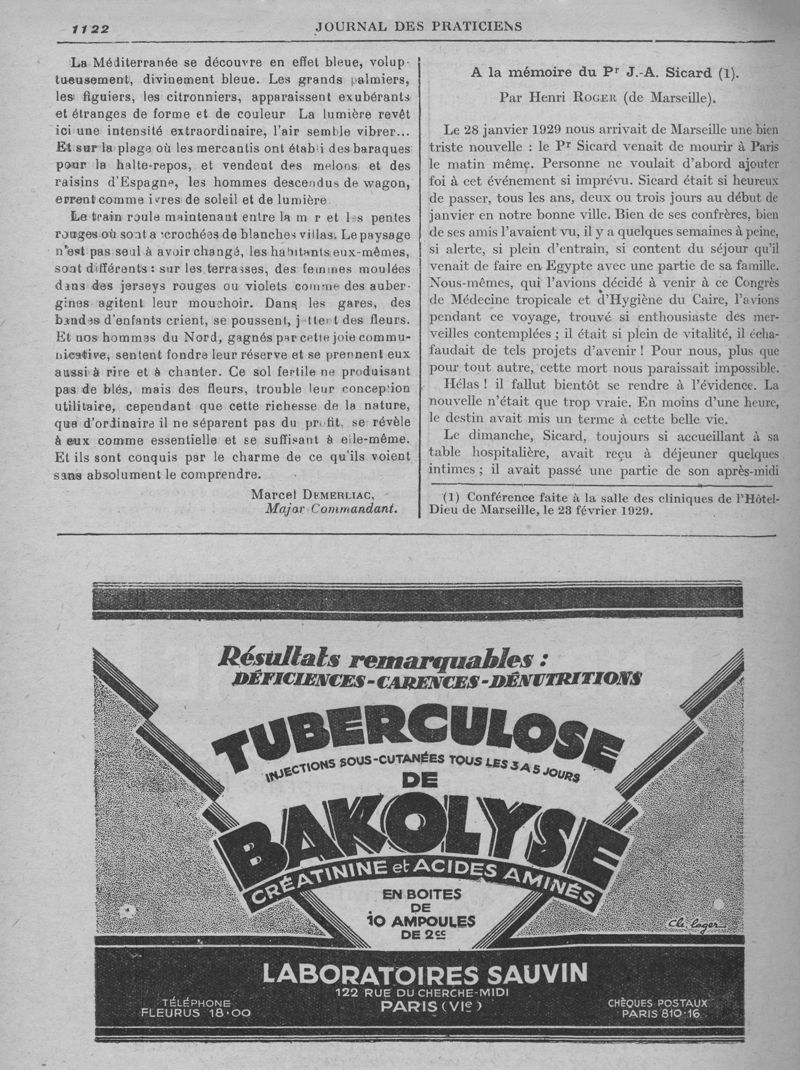 1122
JOURNAL DES PRATICIENS
La Méditerranée se découvre en effet bleue, volup-
tueusement, divinement bleue. Les grands palmiers,
les figuiers, les citronniers, apparaissent exubérants
et étranges de forme et de couleur La lumière revêt
ici une intensité extraordinaire, l'air semble vibrer...
Et sur la plage où les mercantis ont établi des baraques
pour la halte-repos, et vendent des melons et des
raisins d'Espagne, les hommes descendus de wagon,
errent comme ivres de soleil et de lumière
Le train roule maintenant entre la mer et les pentes
rouges où sont accrochées de blanches villas. Le paysage
n'est pas seul à avoir changé, les habitants eux-mêmes,
sont différents : sur les terrasses, des femmes moulées
dans des jerseys rouges ou violets comme des auber-
gines agitent leur mouchoir. Dans les gares, des
bandes d'enfants crient, se poussent, jettent des fleurs.
Et nos hommes du Nord, gagnés par cette joie commu-
nicative, sentent fondre leur réserve et se prennent eux
aussi à rire et à chanter. Ce sol fertile ne produisant
pas de blés, mais des fleurs, trouble leur conception
utilitaire, cependant que cette richesse de la nature,
que d'ordinaire il ne séparent pas du profit, se révèle
à eux comme essentielle et se suffisant à elle-même.
Et ils sont conquis par le charme de ce qu'ils voient
sans absolument le comprendre.
Marcel DEMERLIAC,
Major Commandant.
A la mémoire du Pr J.-A. Sicard (1).
Par Henri ROGER (de Marseille).
Le 28 janvier 1929 nous arrivait de Marseille une bien
triste nouvelle : le Pr Sicard venait de mourir à Paris
le matin même. Personne ne voulait d'abord ajouter
foi à cet événement si imprévu. Sicard était si heureux
de passer, tous les ans, deux ou trois jours au début de
janvier en notre bonne ville. Bien de ses confrères, bien
de ses amis l'avaient vu, il y a quelques semaines à peine,
si alerte, si plein d'entrain, si content du séjour qu'il
venait de faire en Egypte avec une partie de sa famille.
Nous-mêmes, qui l'avions décidé à venir à ce Congrès
de Médecine tropicale et d'Hygiène du Caire, l'avions
pendant ce voyage, trouvé si enthousiaste des mer-
veilles contemplées ; il était si plein de vitalité, il écha-
faudait de tels projets d'avenir ! Pour nous, plus que
pour tout autre, cette mort nous paraissait impossible.
Hélas ! il fallut bientôt se rendre à l'évidence. La
nouvelle n'était que trop vraie. En moins d'une heure,
le destin avait mis un terme à cette belle vie.
Le dimanche, Sicard, toujours si accueillant à sa
table hospitalière, avait reçu à déjeuner quelques
intimes ; il avait passé une partie de son après-midi
(1) Conférence faite à la salle des cliniques de l'Hôtel-
Dieu de Marseille, le 23 février 1929.
Résultats remarquables :
DÉFICIENCES-CARENCES-DÉNUTRITIONS
TUBERCULOSE
INJECTIONS SOUS-CUTANÉES TOUS LES 3 A 5 JOURS
DE
BAKOLYSE
CRÉATININE et ACIDES AMINÉS
EN BOITES
DE
10 AMPOULES
DE 2cc
Ch. Loger
LABORATOIRES SAUVIN
122 RUE DU CHERCHE-MIDI
PARIS (VIe)
TÉLÉPHONE
FLEURUS 18·00
CHÈQUES POSTAUX
PARIS 810·16